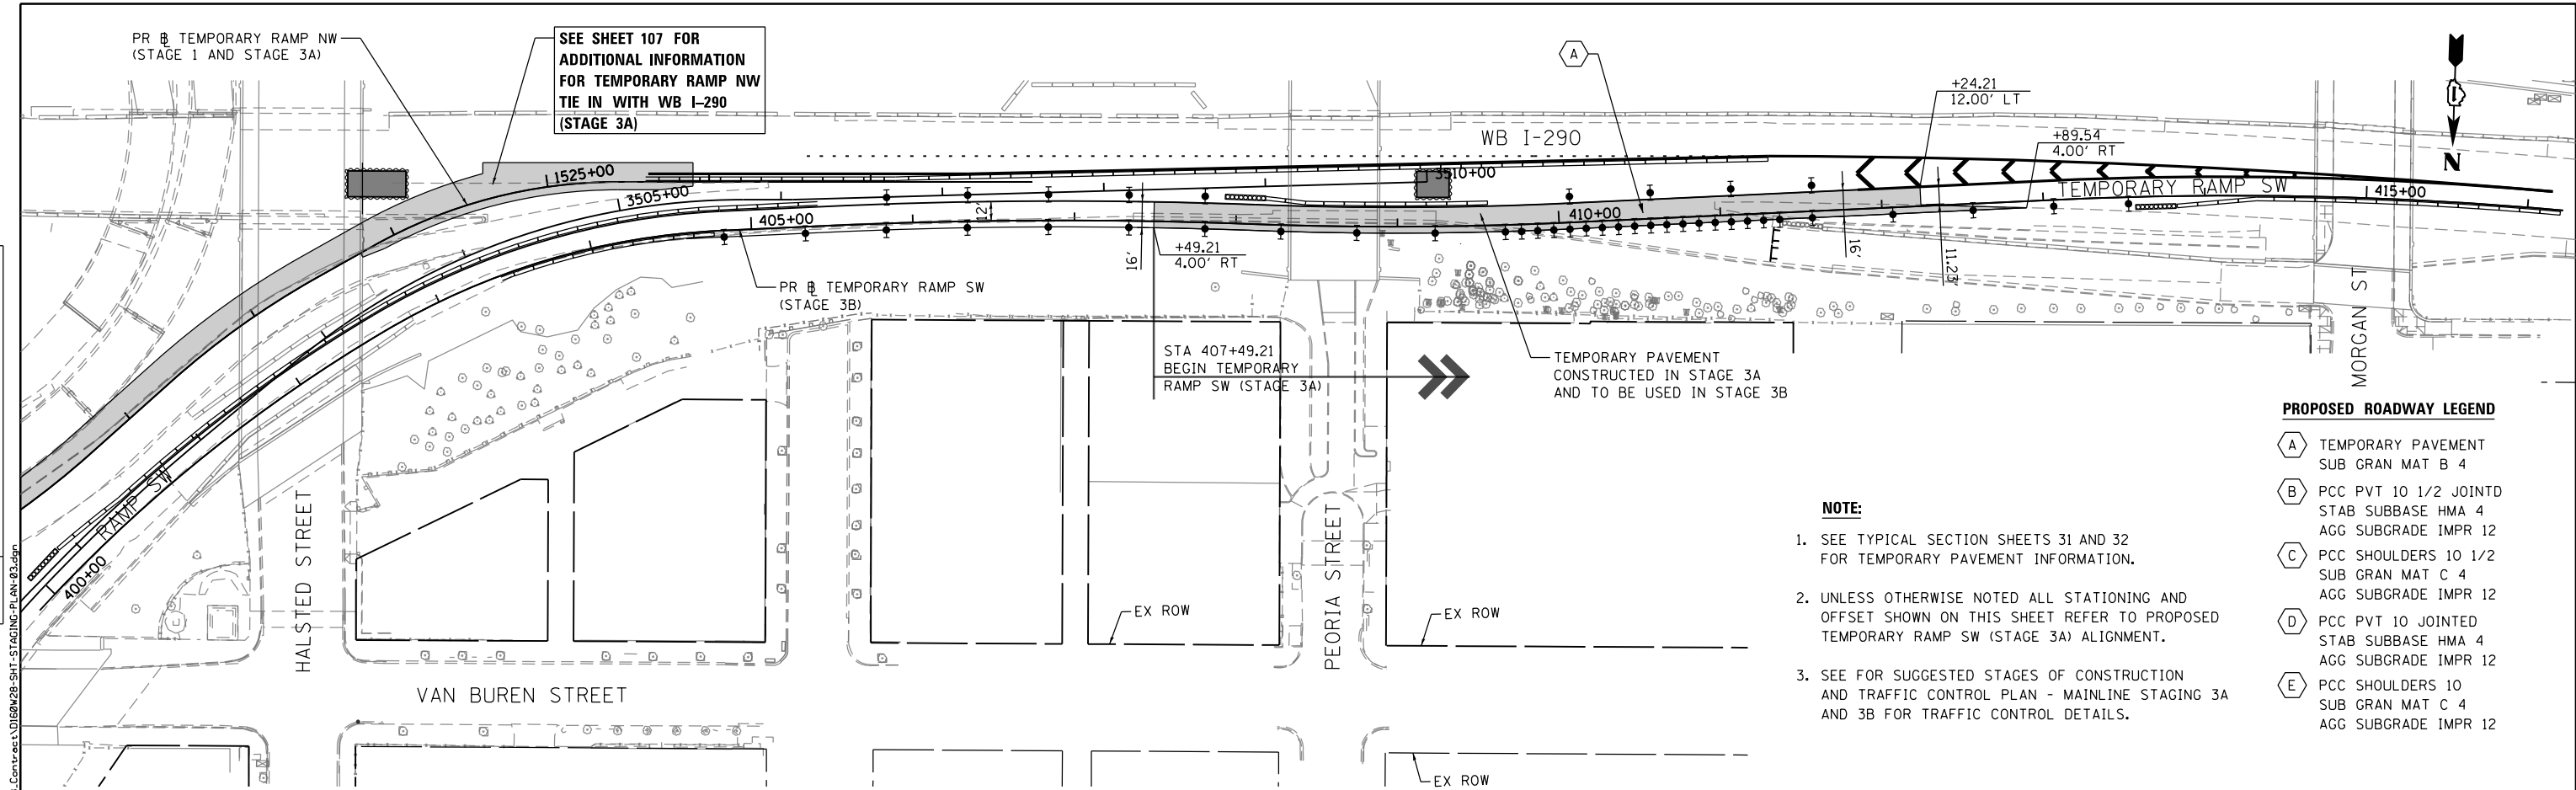 PR BL TEMPORARY RAMP NW
(STAGE 1 AND STAGE 3A)
SEE SHEET 107 FOR
ADDITIONAL INFORMATION
FOR TEMPORARY RAMP NW
TIE IN WITH WB I-290
(STAGE 3A)
A
+24.21
12.00' LT
+89.54
4.00' RT
N
WB I-290
1525+00
3505+00
405+00
3510+00
410+00
TEMPORARY RAMP SW
415+00
12'
16'
+49.21
4.00' RT
16'
11.23'
PR BL TEMPORARY RAMP SW
(STAGE 3B)
STA 407+49.21
BEGIN TEMPORARY
RAMP SW (STAGE 3A)
TEMPORARY PAVEMENT
CONSTRUCTED IN STAGE 3A
AND TO BE USED IN STAGE 3B
MORGAN ST
RAMP SW
400+00
HALSTED STREET
PEORIA STREET
VAN BUREN STREET
EX ROW
EX ROW
EX ROW
NOTE:
1. SEE TYPICAL SECTION SHEETS 31 AND 32
FOR TEMPORARY PAVEMENT INFORMATION.
2. UNLESS OTHERWISE NOTED ALL STATIONING AND
OFFSET SHOWN ON THIS SHEET REFER TO PROPOSED
TEMPORARY RAMP SW (STAGE 3A) ALIGNMENT.
3. SEE FOR SUGGESTED STAGES OF CONSTRUCTION
AND TRAFFIC CONTROL PLAN - MAINLINE STAGING 3A
AND 3B FOR TRAFFIC CONTROL DETAILS.
PROPOSED ROADWAY LEGEND
A TEMPORARY PAVEMENT
SUB GRAN MAT B 4
B PCC PVT 10 1/2 JOINTD
STAB SUBBASE HMA 4
AGG SUBGRADE IMPR 12
C PCC SHOULDERS 10 1/2
SUB GRAN MAT C 4
AGG SUBGRADE IMPR 12
D PCC PVT 10 JOINTED
STAB SUBBASE HMA 4
AGG SUBGRADE IMPR 12
E PCC SHOULDERS 10
SUB GRAN MAT C 4
AGG SUBGRADE IMPR 12
_Contract\D160W28-SHT-STAGING-PLAN-03.dgn